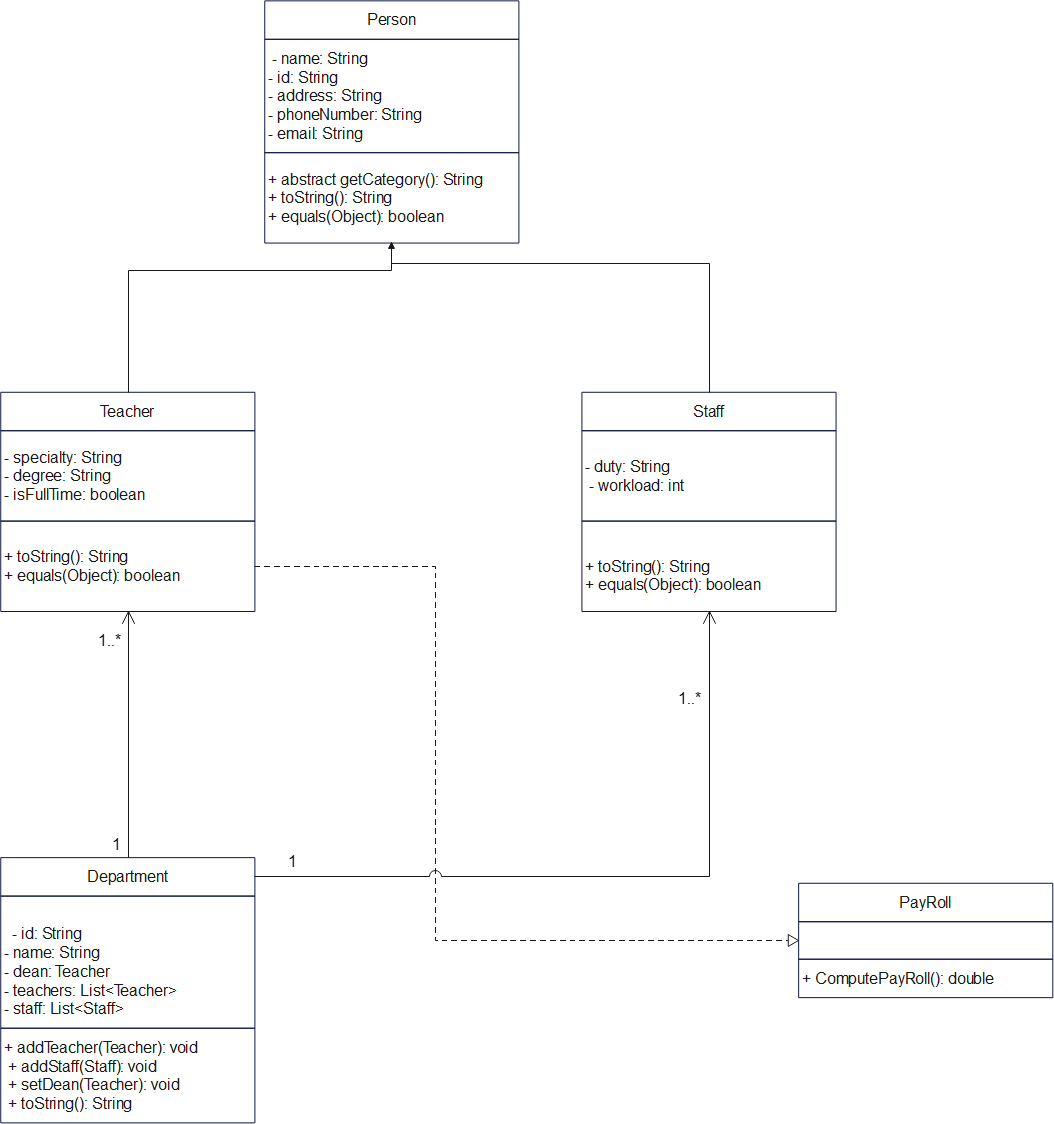 Person
- name: String
- id: String
- address: String
- phoneNumber: String
- email: String
+ abstract getCategory(): String
+ toString(): String
+ equals(Object): boolean
Teacher
- specialty: String
- degree: String
- isFullTime: boolean
+ toString(): String
+ equals(Object): boolean
Staff
- duty: String
- workload: int
+ toString(): String
+ equals(Object): boolean
1..*
1..*
1
1
Department
- id: String
- name: String
- dean: Teacher
- teachers: List<Teacher>
- staff: List<Staff>
+ addTeacher(Teacher): void
+ addStaff(Staff): void
+ setDean(Teacher): void
+ toString(): String
PayRoll
+ ComputePayRoll(): double